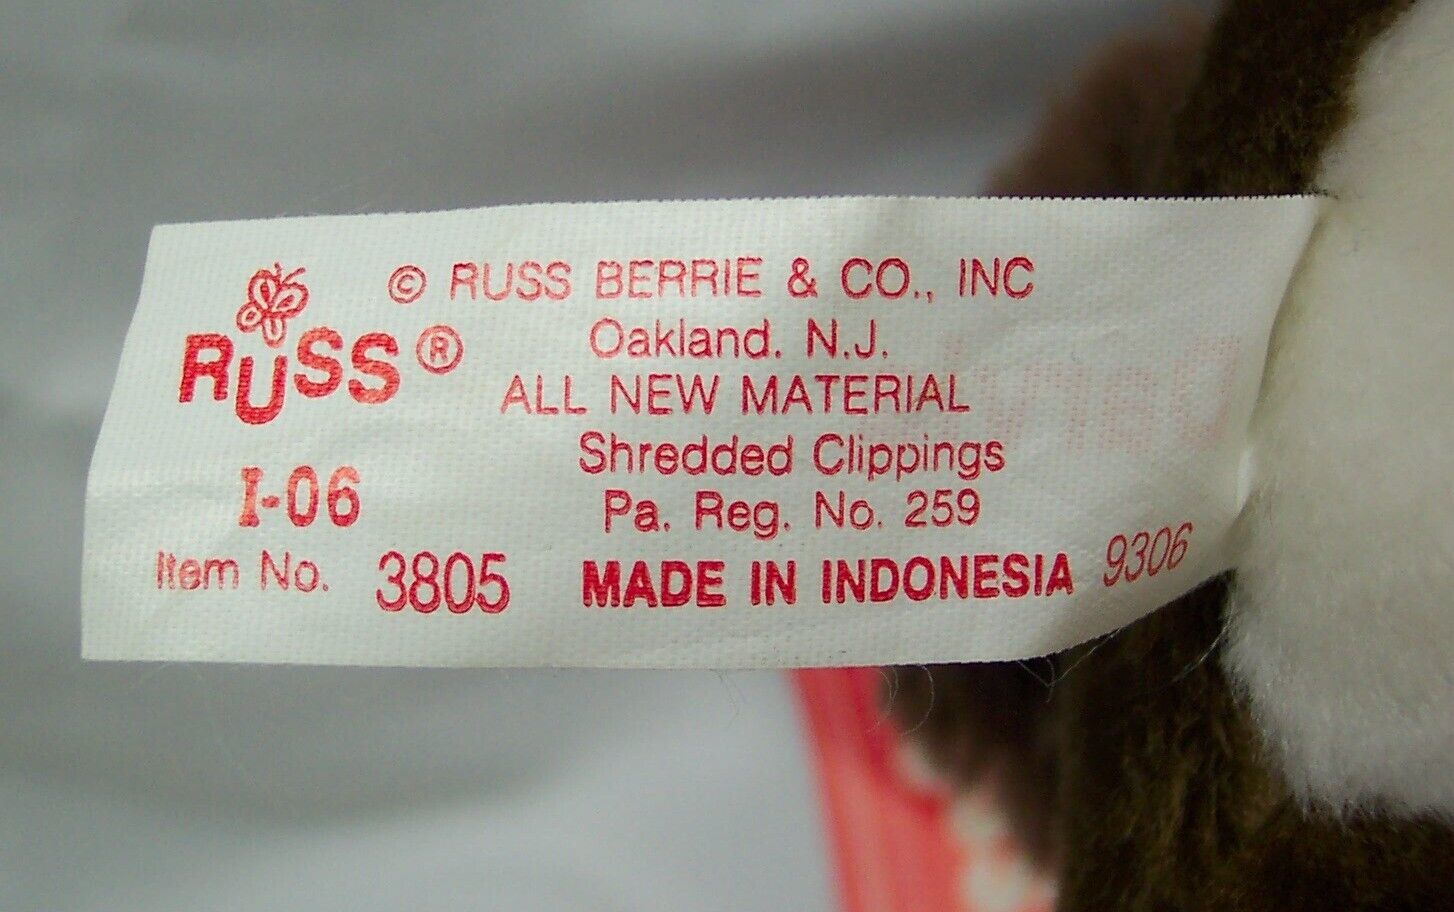 © RUSS BERRIE & CO., INC
RUSS®
Oakland. N.J.
ALL NEW MATERIAL
Shredded Clippings
I-06
Pa. Reg. No. 259
Item No. 3805
MADE IN INDONESIA 9306